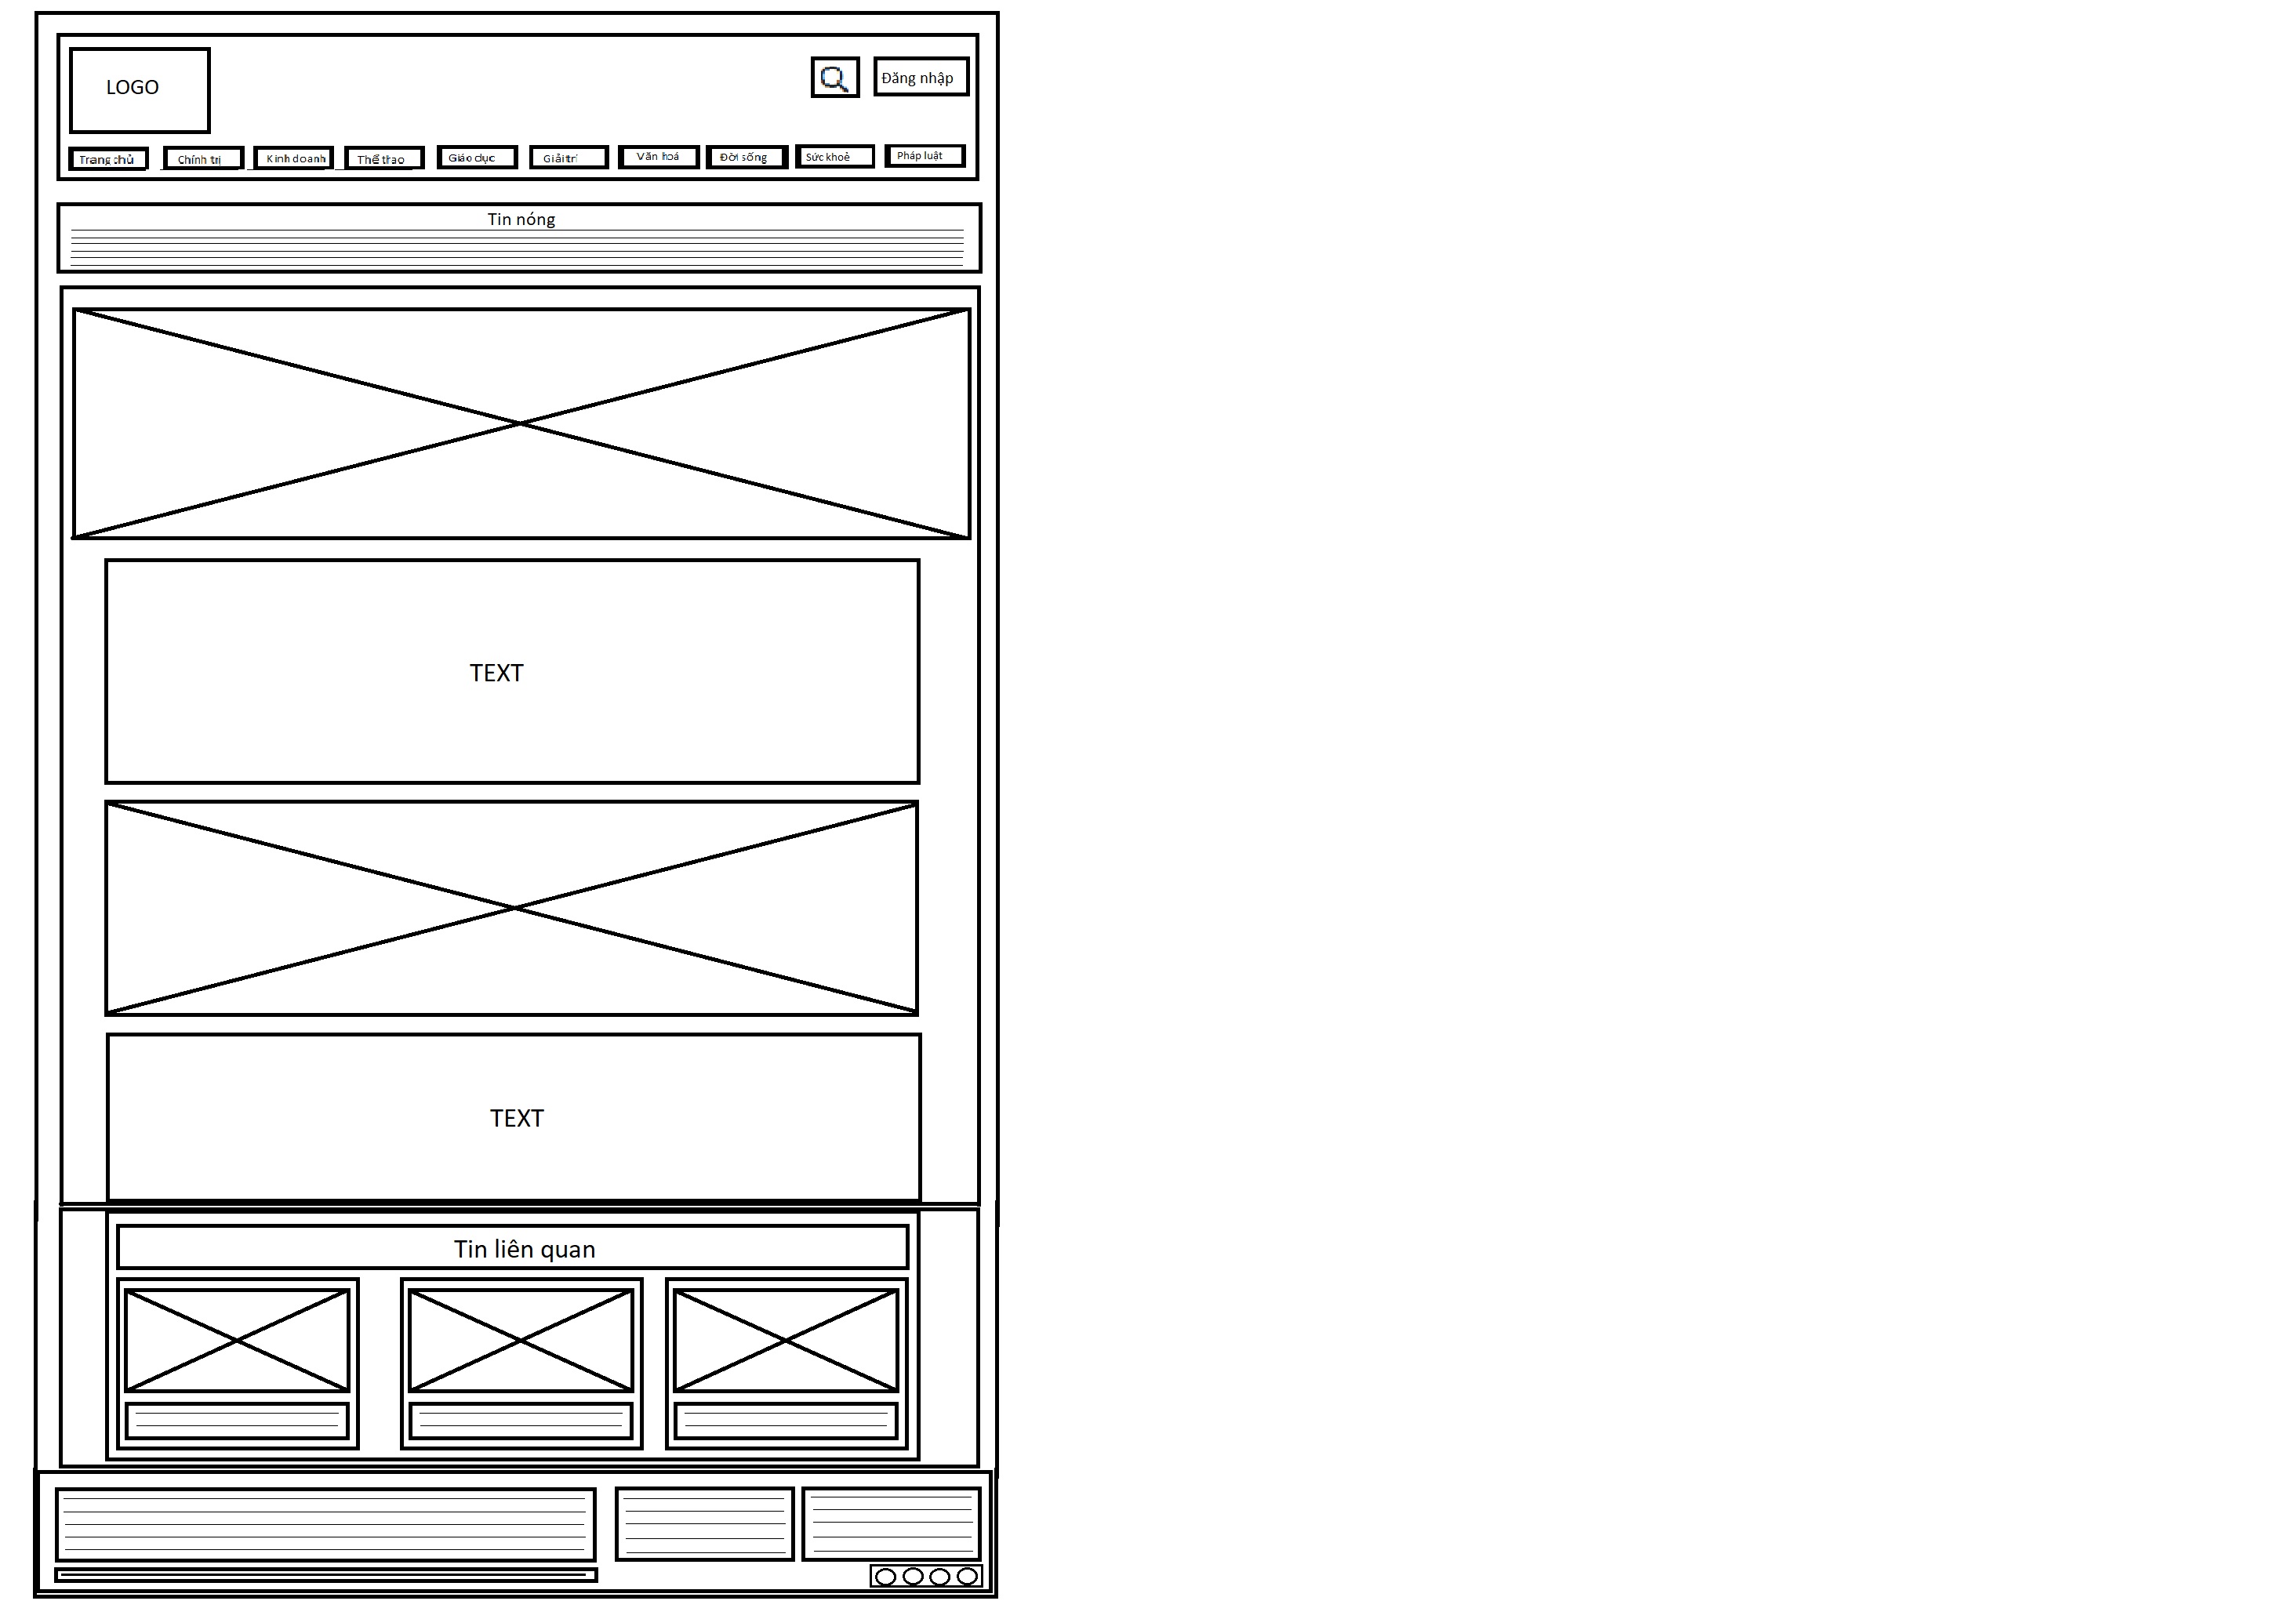 LOGO
Đăng nhập
Trang chủ
Chính trị
Kinh doanh
Thể thao
Giáo dục
Giải trí
Văn hoá
Đời sống
Sức khoẻ
Pháp luật
Tin nóng
TEXT
TEXT
Tin liên quan